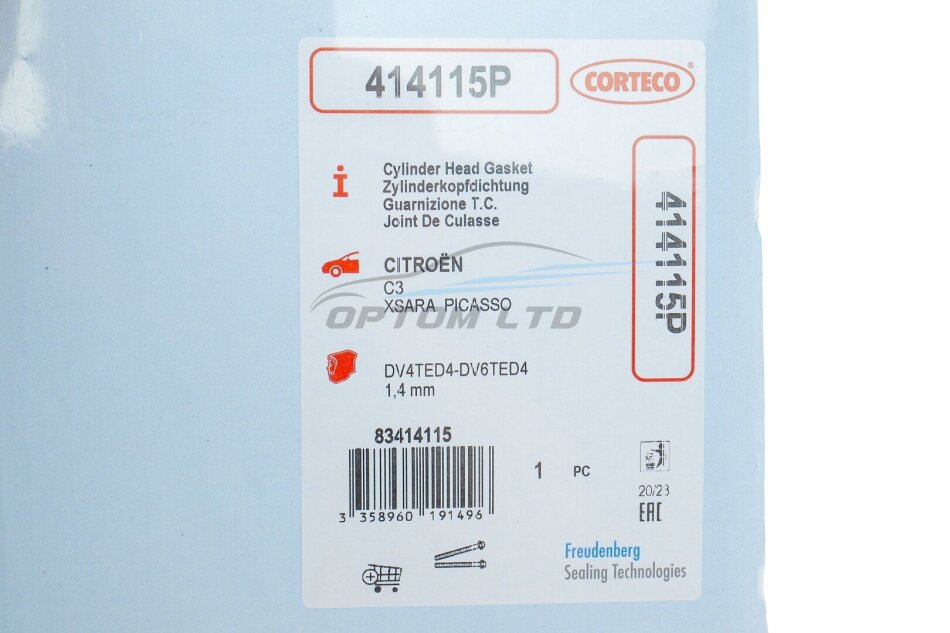 414115P
CORTECO®
i
Cylinder Head Gasket
Zylinderkopfdichtung
Guarnizione T.C.
Joint De Culasse
414115P
CITROËN
C3
XSARA PICASSO
OPTOM LTD
DV4TED4-DV6TED4
1,4 mm
83414115
3 358960 191496
1 PC
20/23
EAC
Freudenberg
Sealing Technologies